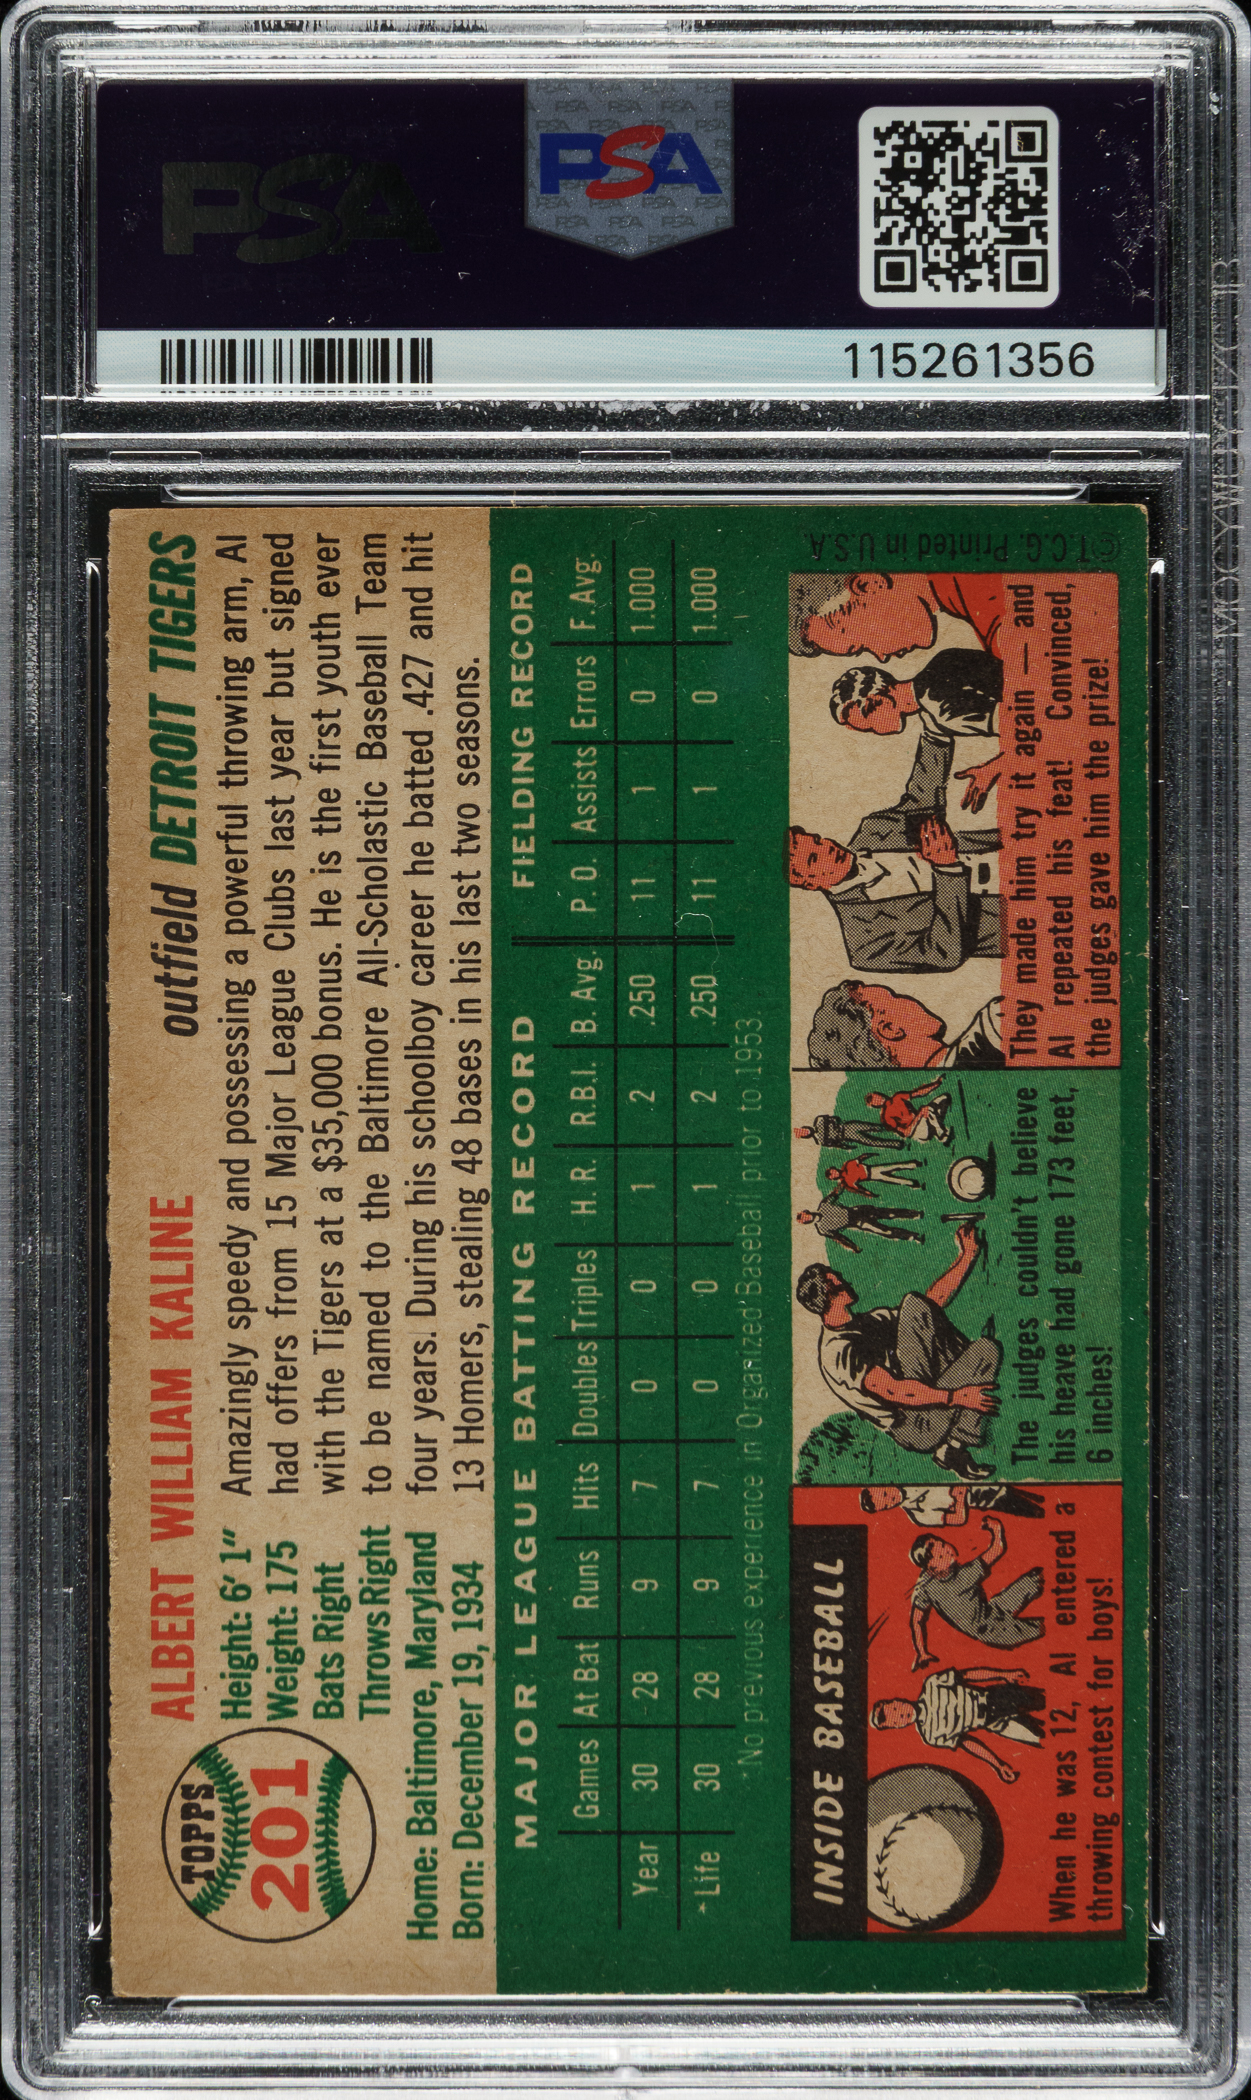 PSA
PSA
115261356
TOPPS
201
ALBERT WILLIAM KALINE
outfield DETROIT TIGERS
Height: 6' 1"
Weight: 175
Bats Right
Throws Right
Home: Baltimore, Maryland
Born: December 19, 1934
Amazingly speedy and possessing a powerful throwing arm, Al
had offers from 15 Major League Clubs last year but signed
with the Tigers at a $35,000 bonus. He is the first youth ever
to be named to the Baltimore All-Scholastic Baseball Team
four years. During his schoolboy career he batted .427 and hit
13 Homers, stealing 48 bases in his last two seasons.
MAJOR LEAGUE BATTING RECORD FIELDING RECORD
Games At Bat Runs Hits Doubles Triples H. R. R.B.I. B. Avg. P. O. Assists Errors F. Avg.
Year 30 28 9 7 0 0 1 2 .250 11 1 0 1.000
*Life 30 28 9 7 0 0 1 2 .250 11 1 0 1.000
*No previous experience in Organized Baseball prior to 1953.
INSIDE BASEBALL
When he was 12, Al entered a
throwing contest for boys!
The judges couldn't believe
his heave had gone 173 feet,
6 inches!
They made him try it again — and
Al repeated his feat! Convinced,
the judges gave him the prize!
©T.C.G. Printed in U.S.A.